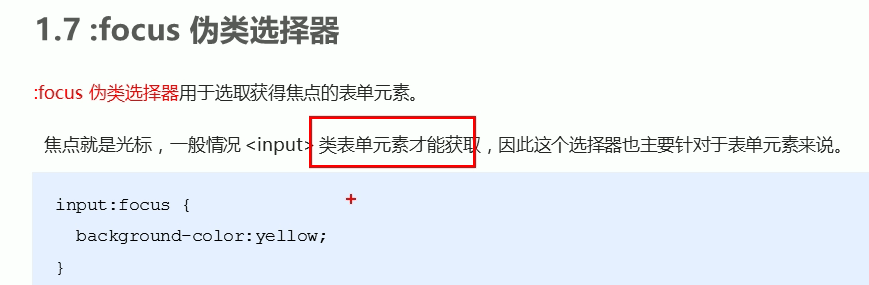 1.7 :focus 伪类选择器
:focus 伪类选择器用于选取获得焦点的表单元素。
焦点就是光标，一般情况 <input> 类表单元素才能获取，因此这个选择器也主要针对于表单元素来说。
input:focus {
background-color:yellow;
}